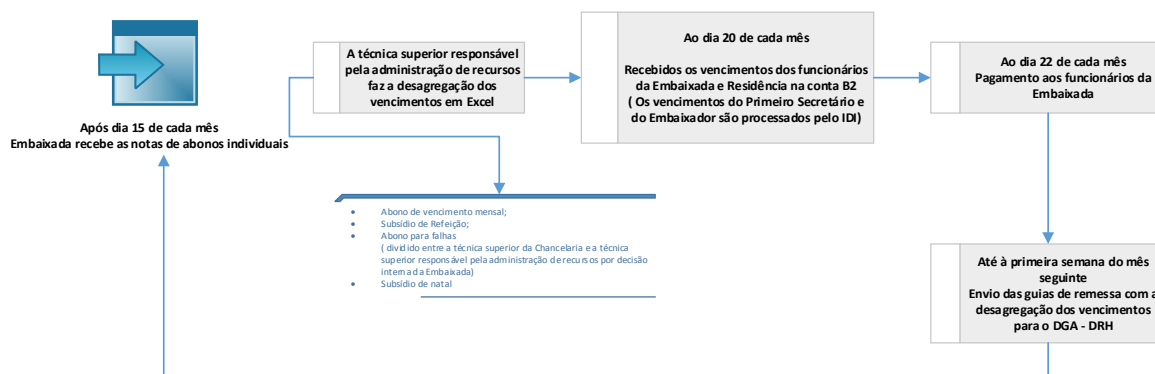 Após dia 15 de cada mês
Embaixada recebe as notas de abonos individuais
A técnica superior responsável
pela administração de recursos
faz a desagregação dos
vencimentos em Excel
Ao dia 20 de cada mês
Recebidos os vencimentos dos funcionários
da Embaixada e Residência na conta B2
( Os vencimentos do Primeiro Secretário e
do Embaixador são processados pelo IDI)
Ao dia 22 de cada mês
Pagamento aos funcionários da
Embaixada
• Abono de vencimento mensal;
• Subsídio de Refeição;
• Abono para falhas
( dividido entre a técnica superior da Chancelaria e a técnica
superior responsável pela administração de recursos por decisão
interna da Embaixada)
• Subsídio de natal
Até à primeira semana do mês
seguinte
Envio das guias de remessa com a
desagregação dos vencimentos
para o DGA - DRH